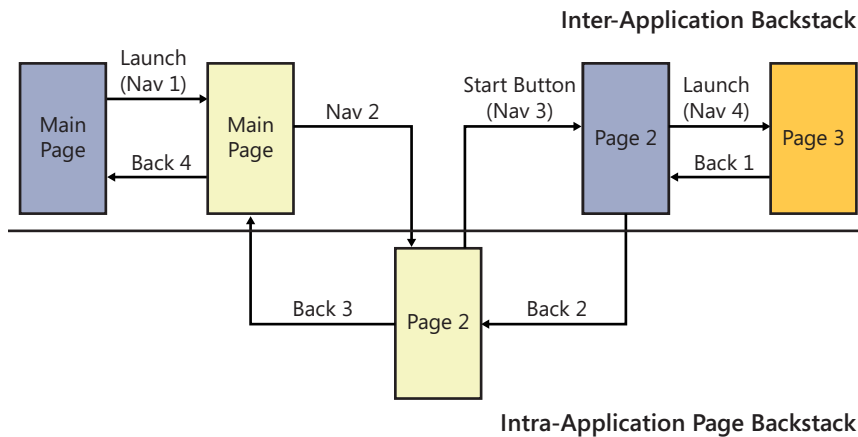 Inter-Application Backstack
Launch
(Nav 1)
Start Button
(Nav 3)
Launch
(Nav 4)
Main
Page
Main
Page
Nav 2
Page 2
Page 3
Back 4
Back 1
Back 3
Page 2
Back 2
Intra-Application Page Backstack